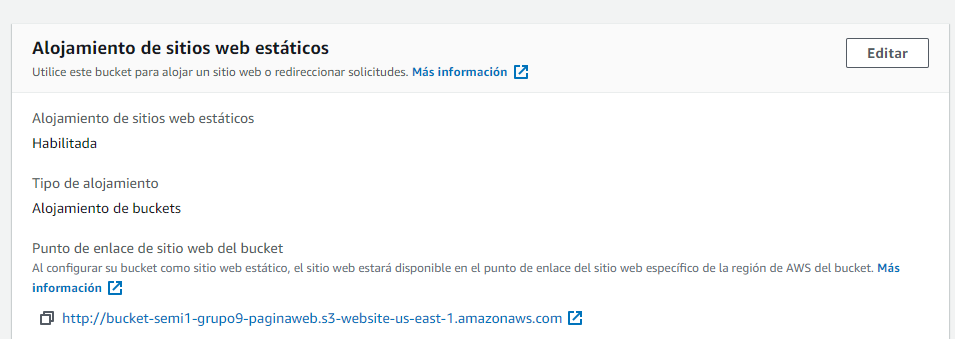 Alojamiento de sitios web estáticos
Editar
Utilice este bucket para alojar un sitio web o redireccionar solicitudes. Más información
Alojamiento de sitios web estáticos
Habilitada
Tipo de alojamiento
Alojamiento de buckets
Punto de enlace de sitio web del bucket
Al configurar su bucket como sitio web estático, el sitio web estará disponible en el punto de enlace del sitio web específico de la región de AWS del bucket. Más
información
http://bucket-semi1-grupo9-paginaweb.s3-website-us-east-1.amazonaws.com